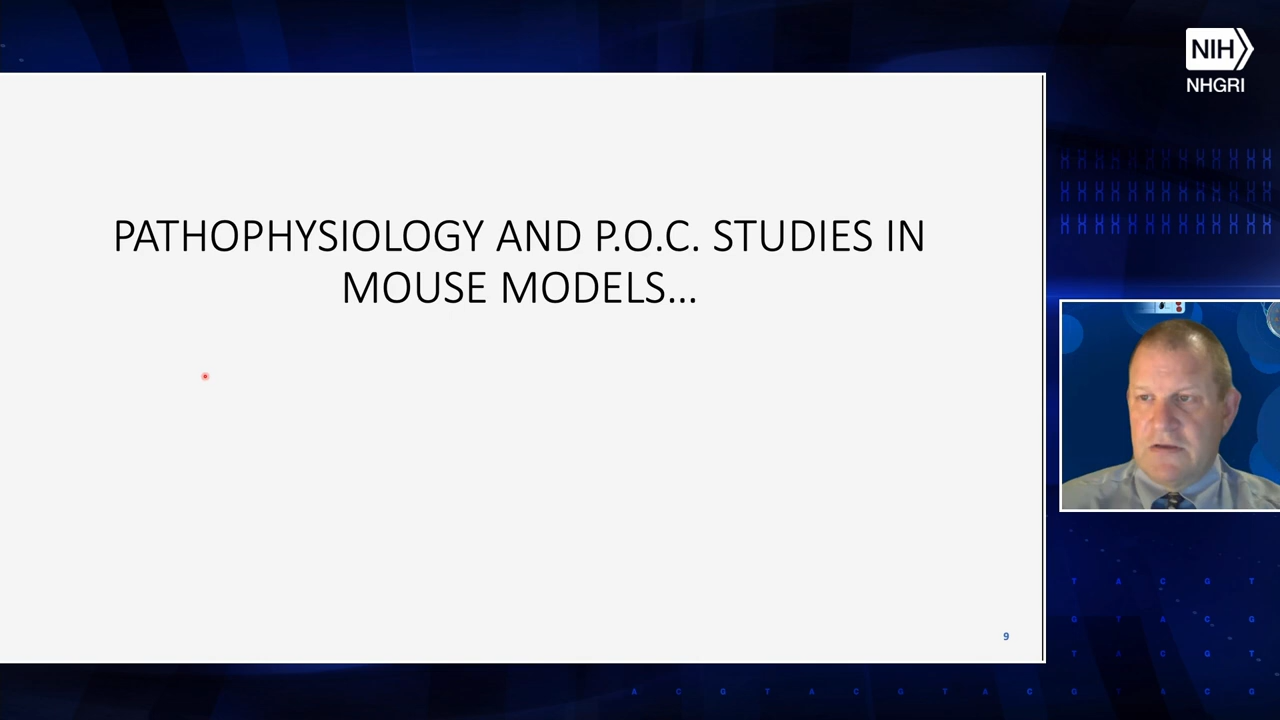 NIH
NHGRI
PATHOPHYSIOLOGY AND P.O.C. STUDIES IN
MOUSE MODELS...
9
T A C G T
G T A C G
T A C G T
A C G T A C G T A C G T A C G